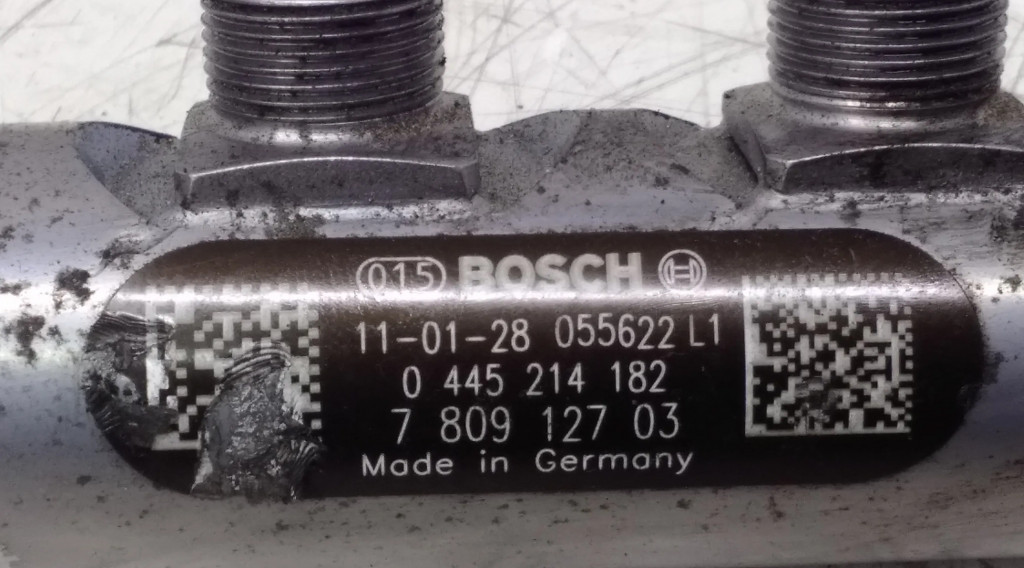 015 BOSCH
11-01-28 055622 L1
0 445 214 182
7 809 127 03
Made in Germany